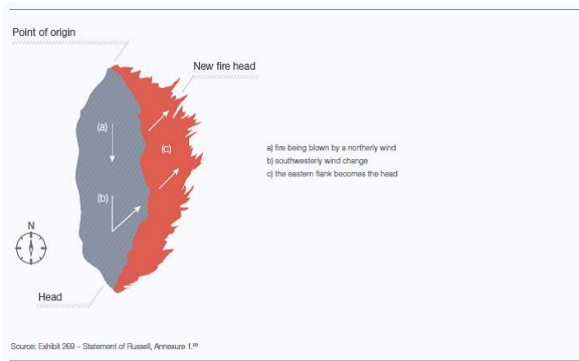 Point of origin
New fire head
(a)
(c)
a) fire being blown by a northerly wind
b) southwesterly wind change
c) the eastern flank becomes the head
(b)
N
Head
Source: Exhibit 269 – Statement of Russell, Annexure 1.²⁹